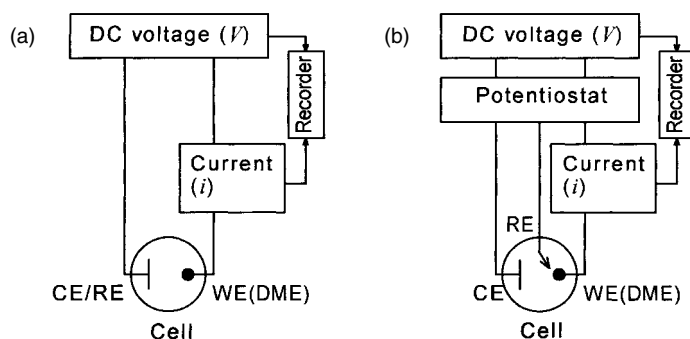 (a)
DC voltage (V)
Recorder
Current
(i)
CE/RE
WE(DME)
Cell
(b)
DC voltage (V)
Potentiostat
Recorder
Current
(i)
RE
CE
WE(DME)
Cell